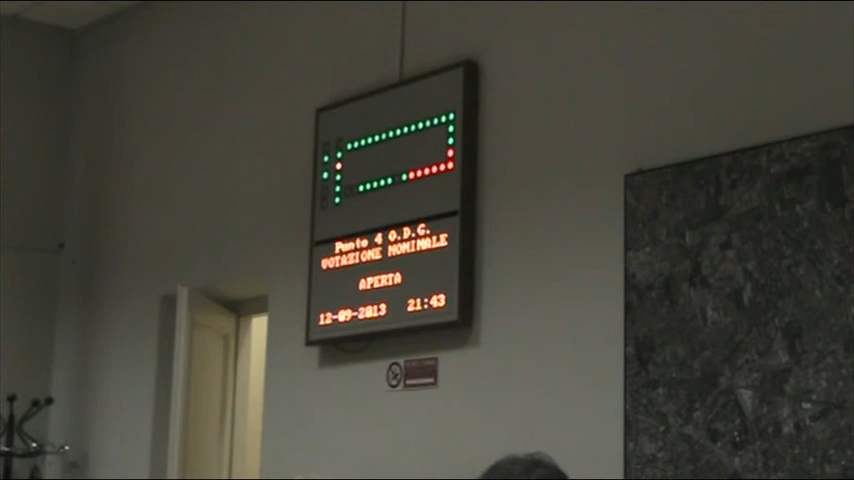 Punto 4 O.D.G.
VOTAZIONE NOMINALE
APERTA
12-09-2013 21:43